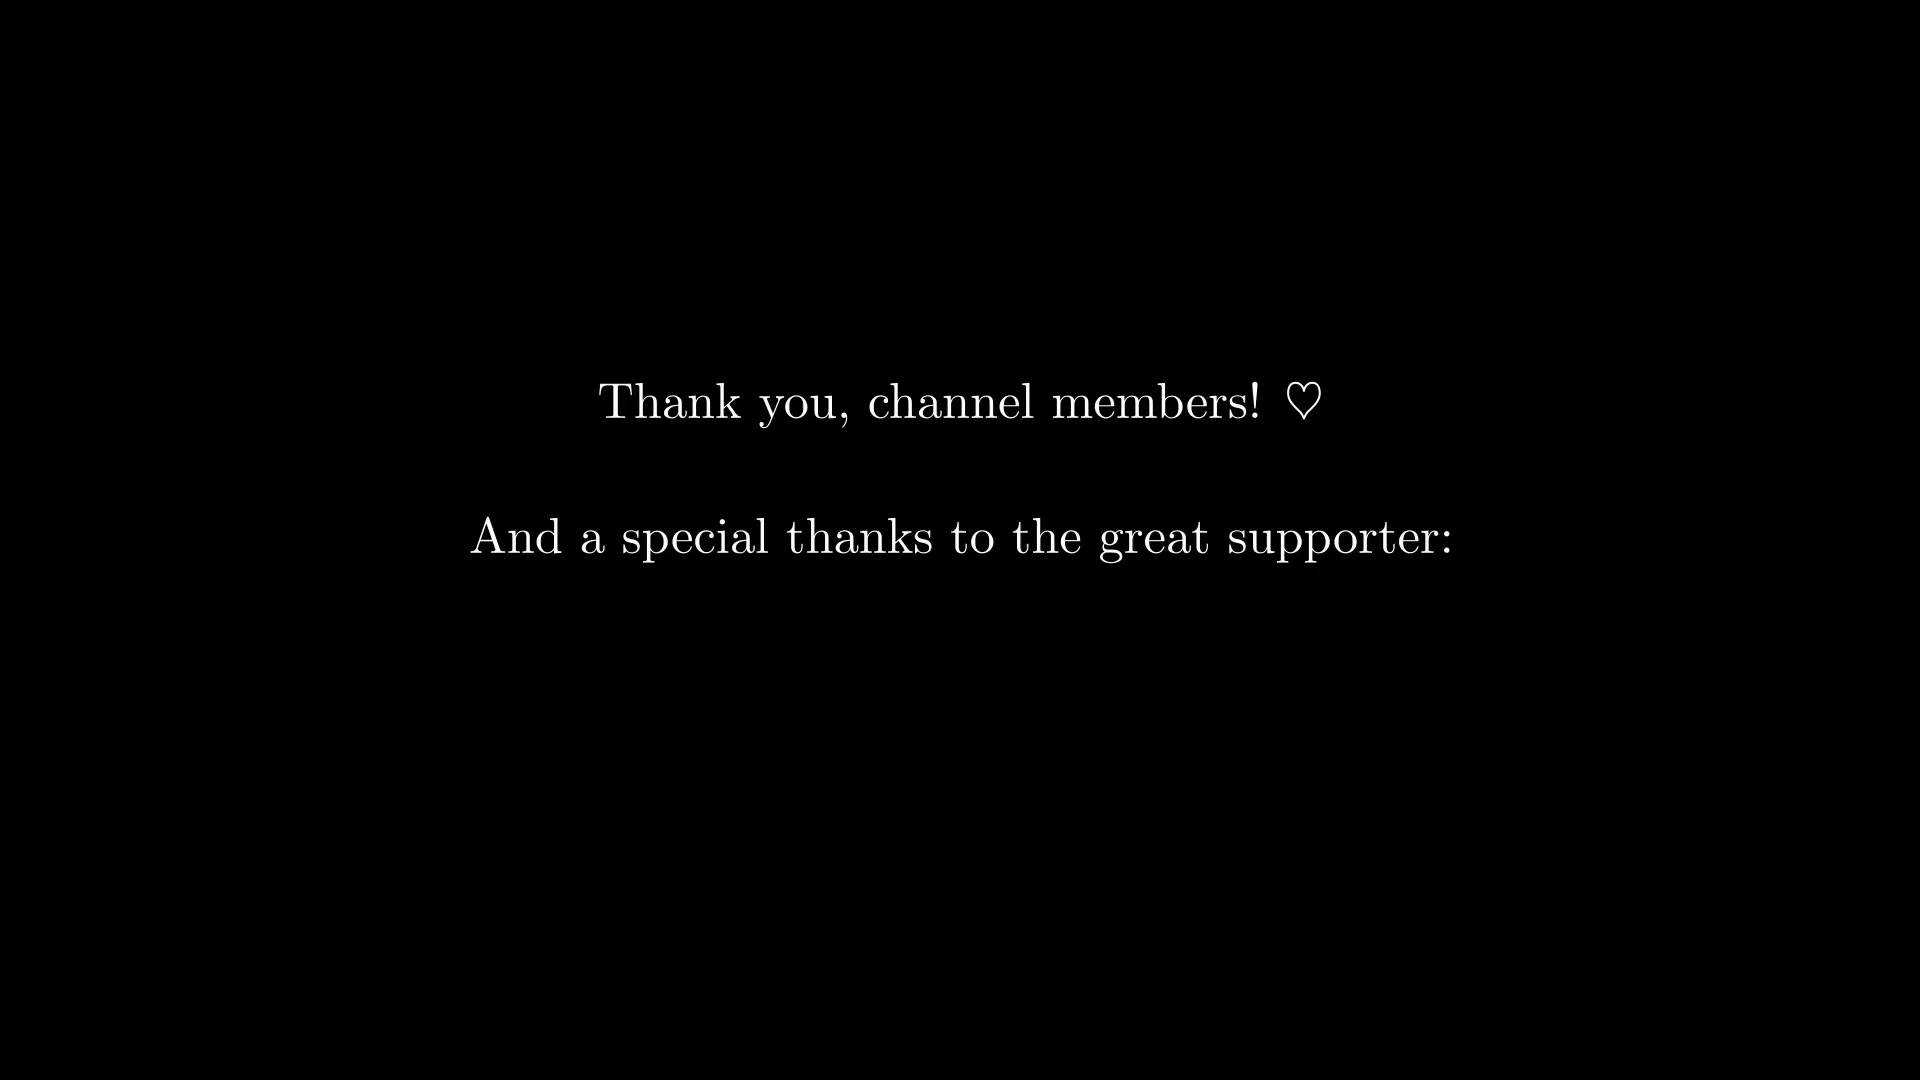 Thank you, channel members! ♡
And a special thanks to the great supporter: